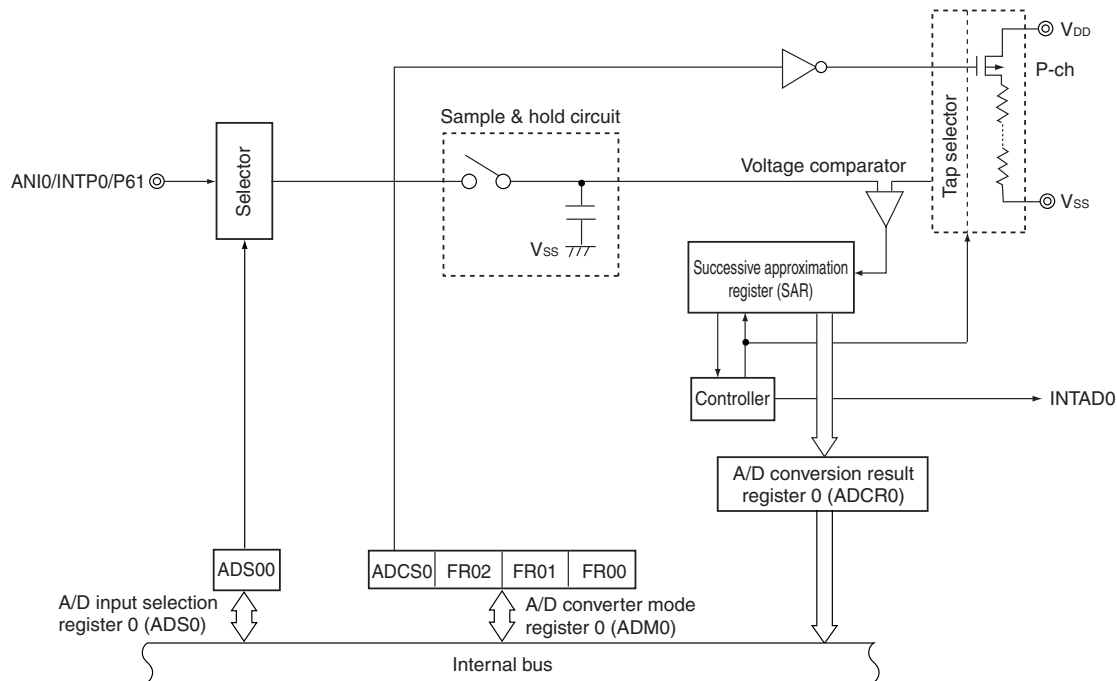 VDD
P-ch
Tap selector
VSS
Sample & hold circuit
Voltage comparator
ANI0/INTP0/P61
Selector
VSS
Successive approximation
register (SAR)
Controller
INTAD0
A/D conversion result
register 0 (ADCR0)
ADS00
ADCS0 FR02 FR01 FR00
A/D input selection
register 0 (ADS0)
A/D converter mode
register 0 (ADM0)
Internal bus